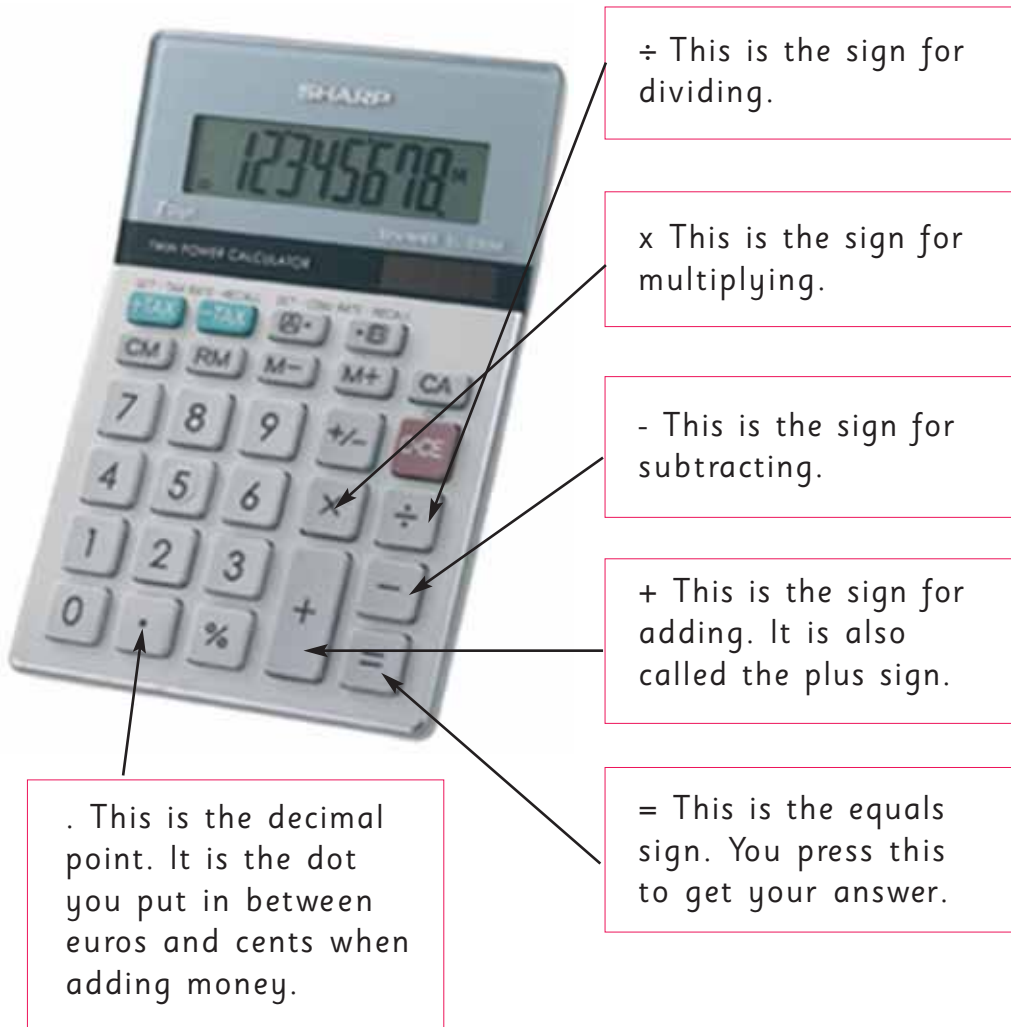 SHARP
12345678.
M
TWIN POWER CALCULATOR
+TAX -TAX
CM RM M− M+ CA
7 8 9 +/−
4 5 6 × ÷
1 2 3 + −
0 . % =
÷ This is the sign for
dividing.
x This is the sign for
multiplying.
- This is the sign for
subtracting.
+ This is the sign for
adding. It is also
called the plus sign.
= This is the equals
sign. You press this
to get your answer.
. This is the decimal
point. It is the dot
you put in between
euros and cents when
adding money.